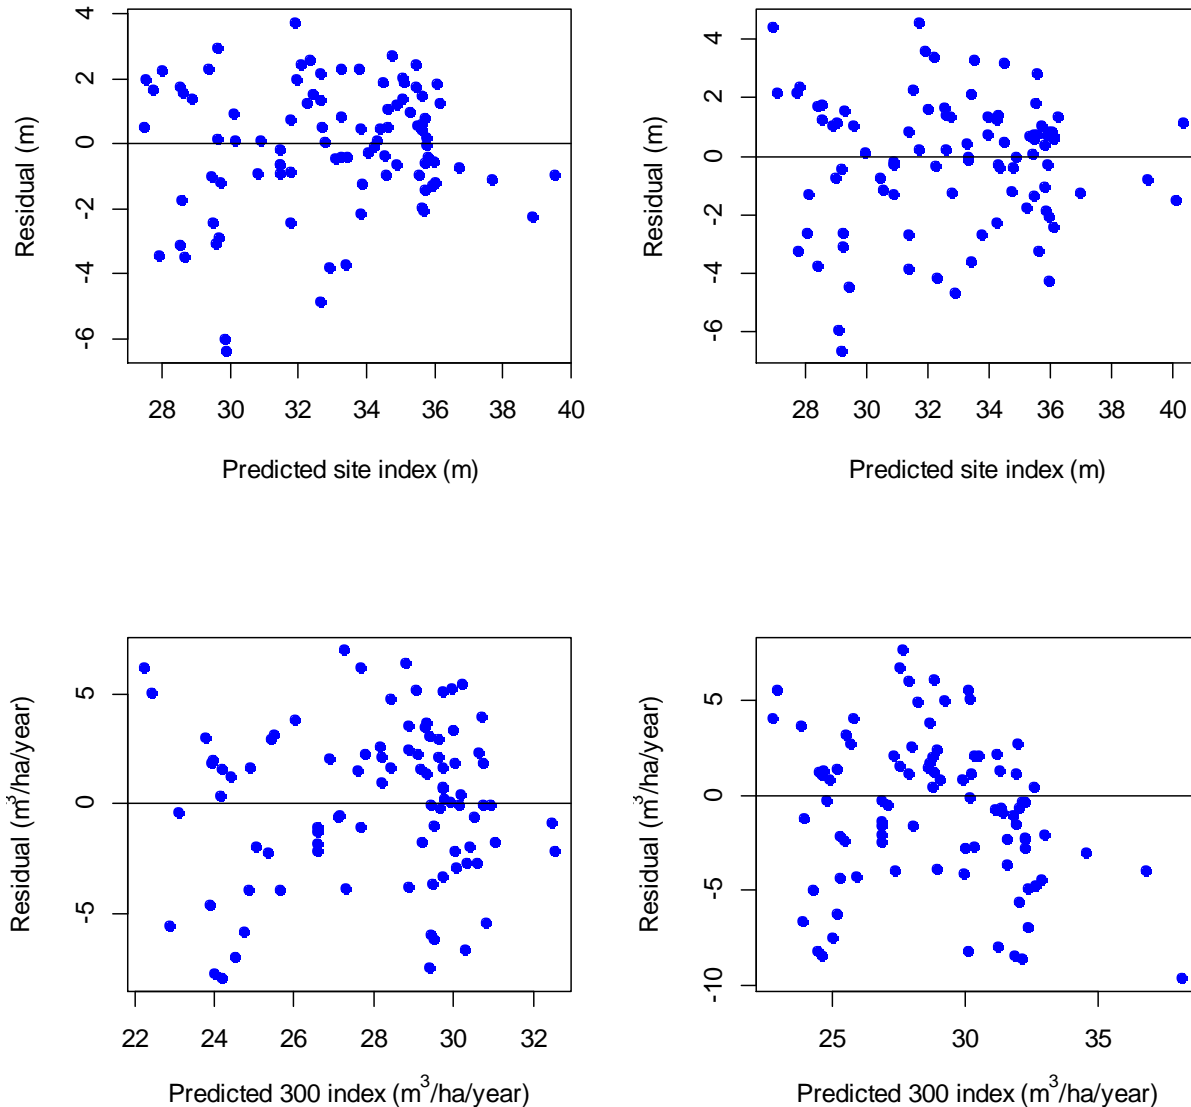 4
2
0
-2
-4
-6
Residual (m)
28 30 32 34 36 38 40
Predicted site index (m)
4
2
0
-2
-4
-6
Residual (m)
28 30 32 34 36 38 40
Predicted site index (m)
5
0
-5
Residual (m³/ha/year)
22 24 26 28 30 32
Predicted 300 index (m³/ha/year)
5
0
-5
-10
Residual (m³/ha/year)
25 30 35
Predicted 300 index (m³/ha/year)